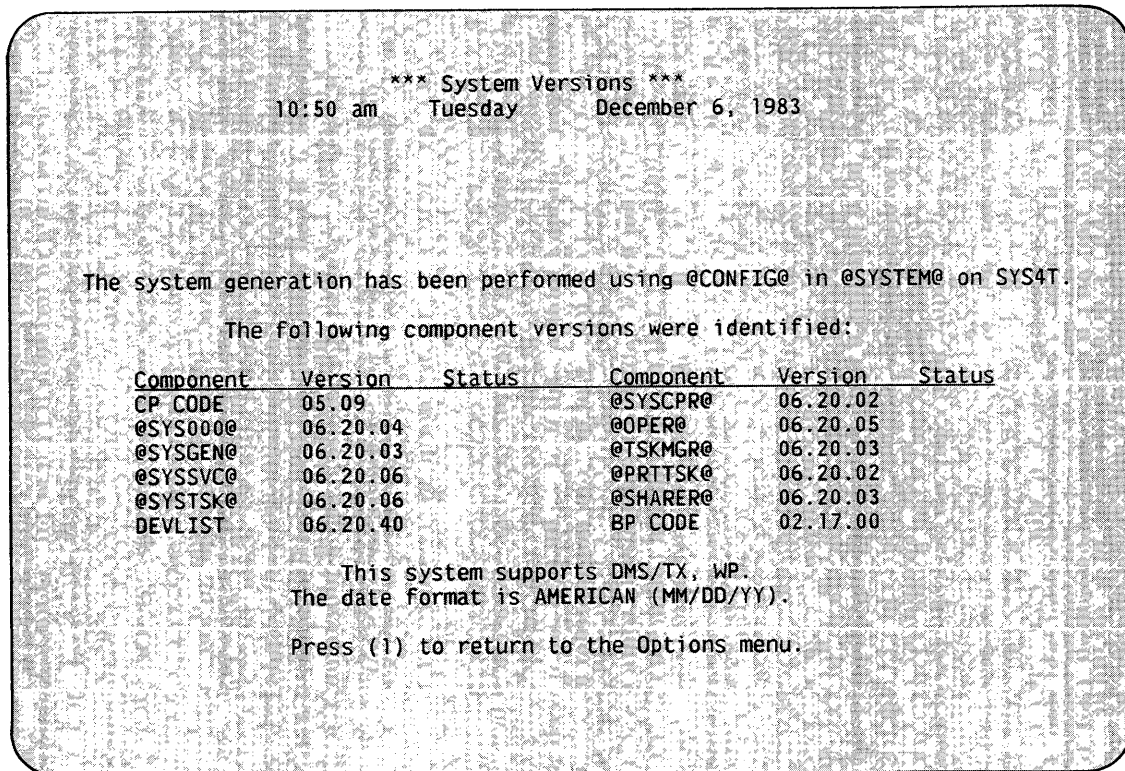 *** System Versions ***
10:50 am Tuesday December 6, 1983
The system generation has been performed using @CONFIG@ in @SYSTEM@ on SYS4T.
The following component versions were identified:
Component Version Status Component Version Status
CP CODE 05.09 @SYSCPR@ 06.20.02
@SYS000@ 06.20.04 @OPER@ 06.20.05
@SYSGEN@ 06.20.03 @TSKMGR@ 06.20.03
@SYSSVC@ 06.20.06 @PRTTSK@ 06.20.02
@SYSTSK@ 06.20.06 @SHARER@ 06.20.03
DEVLIST 06.20.40 BP CODE 02.17.00
This system supports DMS/TX, WP.
The date format is AMERICAN (MM/DD/YY).
Press (1) to return to the Options menu.